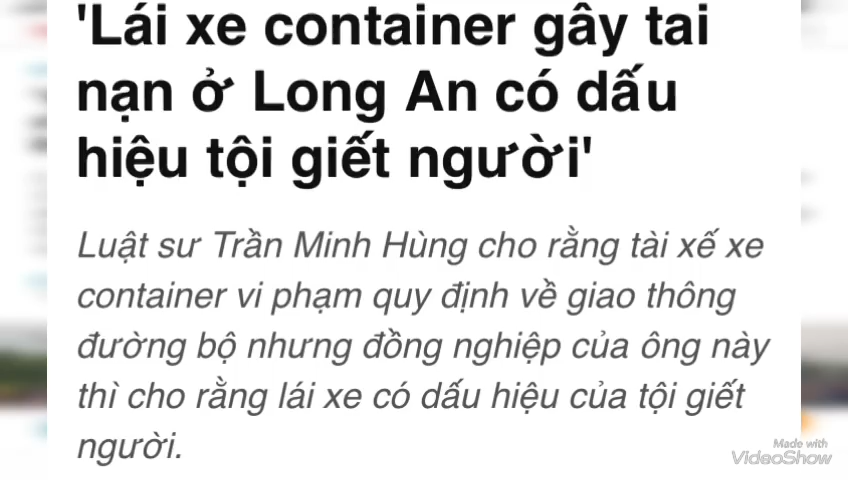 'Lái xe container gây tai
nạn ở Long An có dấu
hiệu tội giết người'
Luật sư Trần Minh Hùng cho rằng tài xế xe
container vi phạm quy định về giao thông
đường bộ nhưng đồng nghiệp của ông này
thì cho rằng lái xe có dấu hiệu của tội giết
người.
Made with
VideoShow